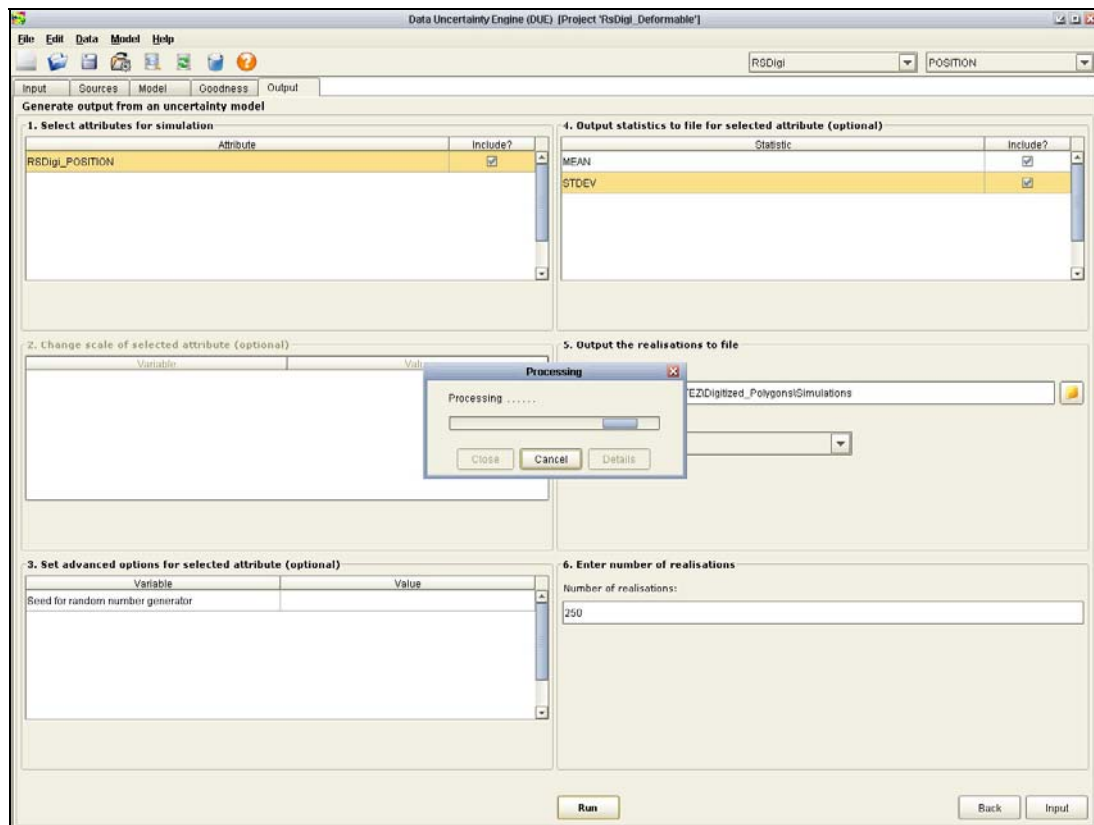 Data Uncertainty Engine (DUE) [Project 'RsDigi_Deformable']
File Edit Data Model Help
RSDigi POSITION
Input Sources Model Goodness Output
Generate output from an uncertainty model
1. Select attributes for simulation
Attribute Include?
RSDigi_POSITION
4. Output statistics to file for selected attribute (optional)
Statistic Include?
MEAN
STDEV
2. Change scale of selected attribute (optional)
Variable Valu
5. Output the realisations to file
EZ\Digitized_Polygons\Simulations
Processing
Processing ......
Close Cancel Details
3. Set advanced options for selected attribute (optional)
Variable Value
Seed for random number generator
6. Enter number of realisations
Number of realisations:
250
Run Back Input